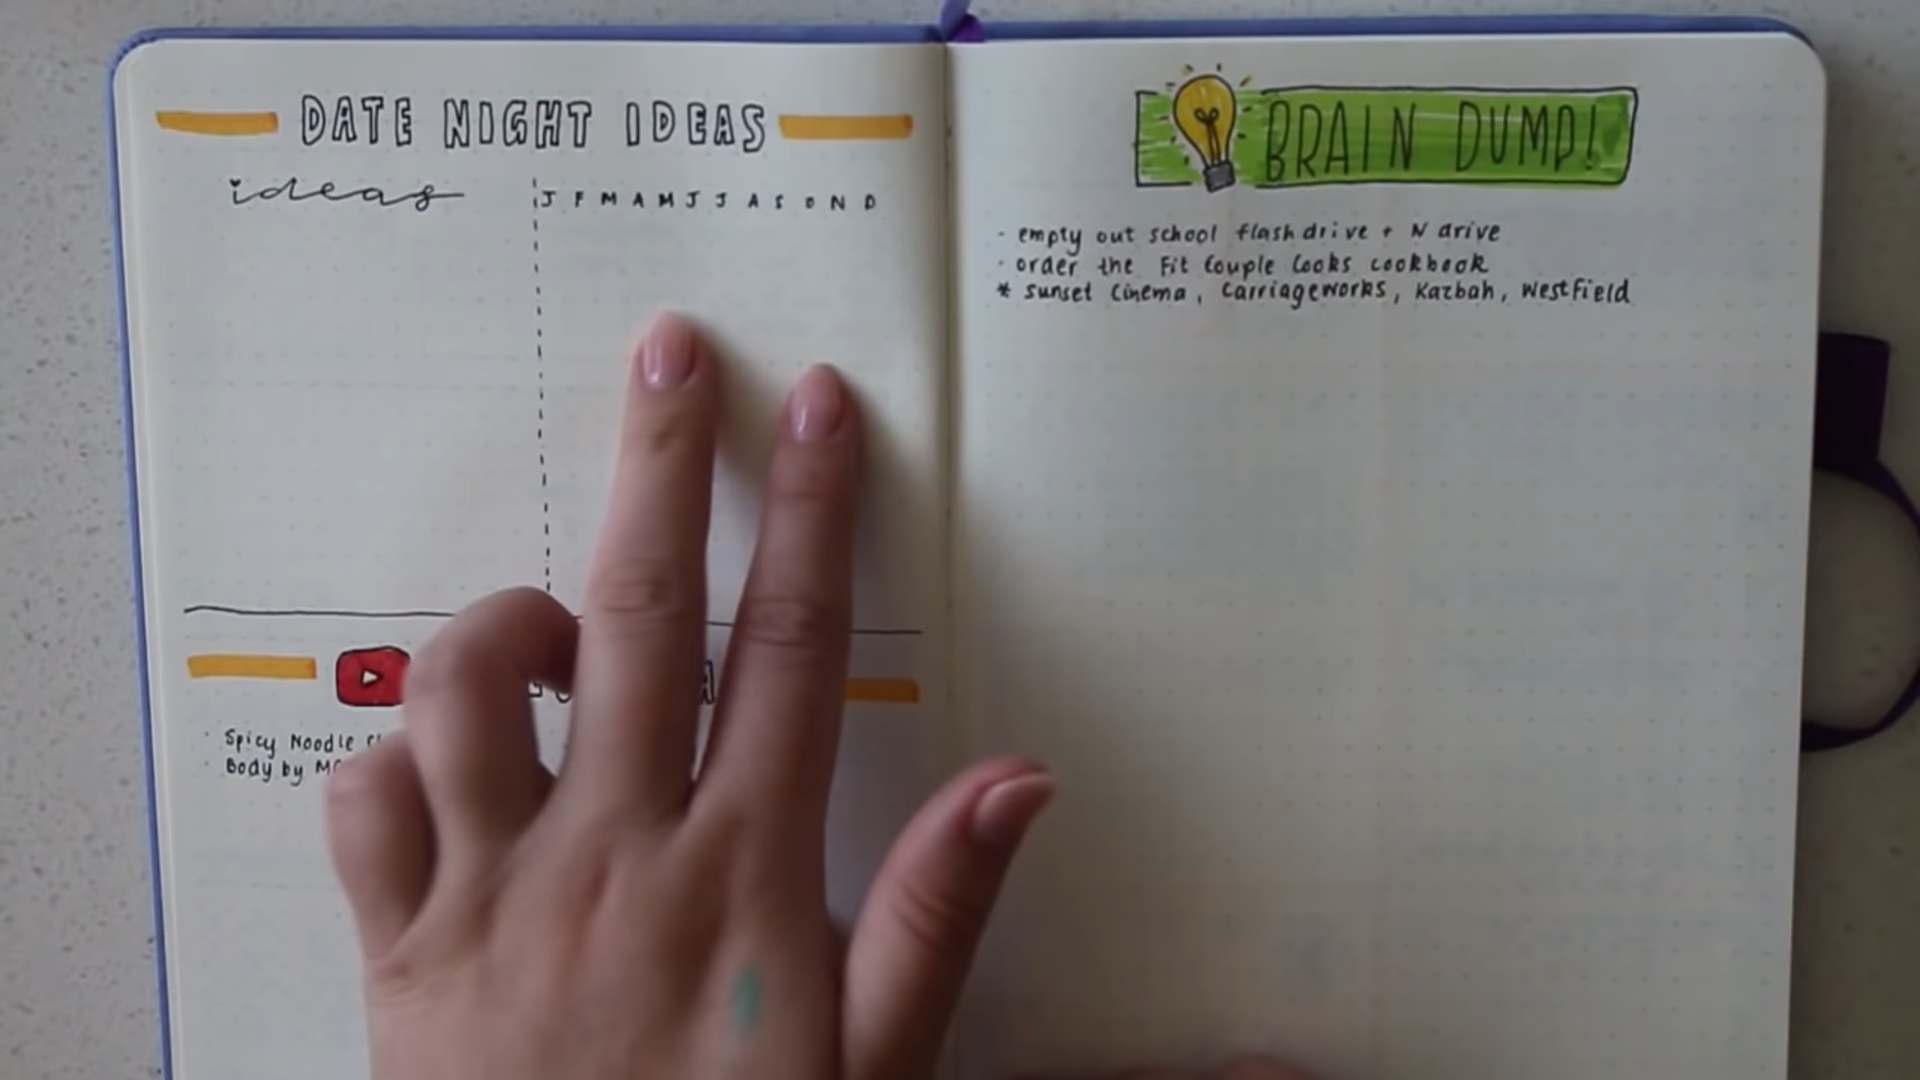 DATE NIGHT IDEAS
ideas
J F M A M J J A S O N D
Spicy Noodle
Body by
BRAIN DUMP!
- empty out school flash drive + N drive
· order the Fit Couple Cooks cookbook
* Sunset Cinema, Carriageworks, Kazbah, Westfield